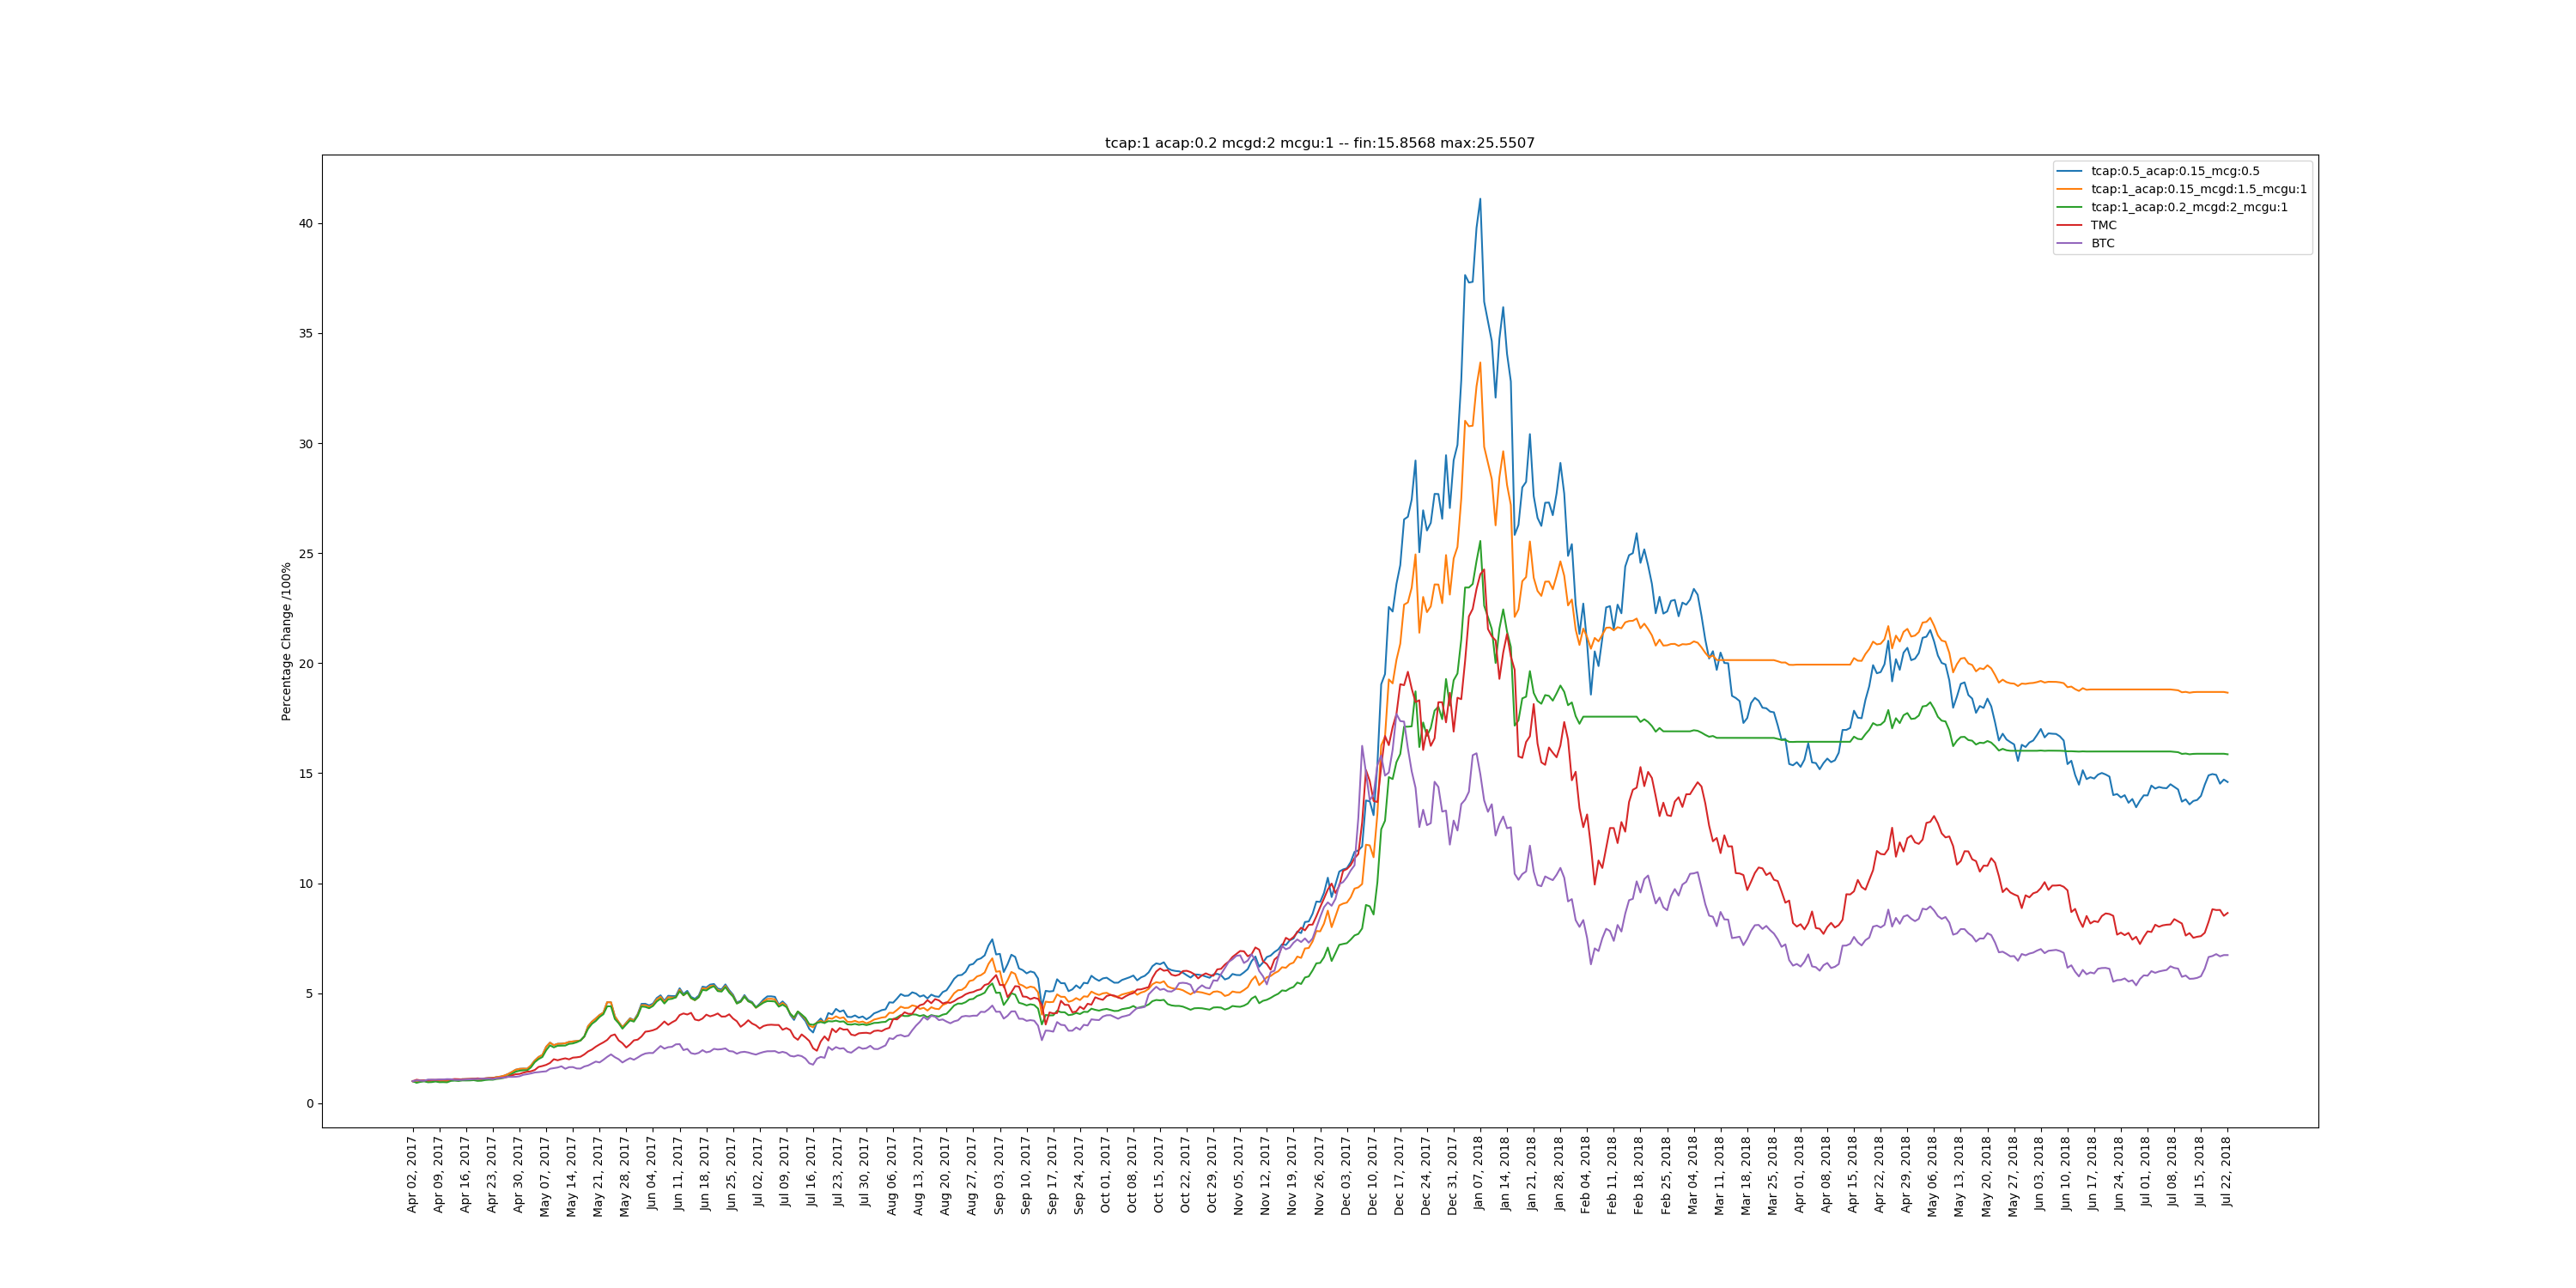 tcap:1 acap:0.2 mcgd:2 mcgu:1 -- fin:15.8568 max:25.5507
tcap:0.5_acap:0.15_mcg:0.5
tcap:1_acap:0.15_mcgd:1.5_mcgu:1
tcap:1_acap:0.2_mcgd:2_mcgu:1
TMC
BTC
Percentage Change /100%
40
35
30
25
20
15
10
5
0
Apr 02, 2017
Apr 09, 2017
Apr 16, 2017
Apr 23, 2017
Apr 30, 2017
May 07, 2017
May 14, 2017
May 21, 2017
May 28, 2017
Jun 04, 2017
Jun 11, 2017
Jun 18, 2017
Jun 25, 2017
Jul 02, 2017
Jul 09, 2017
Jul 16, 2017
Jul 23, 2017
Jul 30, 2017
Aug 06, 2017
Aug 13, 2017
Aug 20, 2017
Aug 27, 2017
Sep 03, 2017
Sep 10, 2017
Sep 17, 2017
Sep 24, 2017
Oct 01, 2017
Oct 08, 2017
Oct 15, 2017
Oct 22, 2017
Oct 29, 2017
Nov 05, 2017
Nov 12, 2017
Nov 19, 2017
Nov 26, 2017
Dec 03, 2017
Dec 10, 2017
Dec 17, 2017
Dec 24, 2017
Dec 31, 2017
Jan 07, 2018
Jan 14, 2018
Jan 21, 2018
Jan 28, 2018
Feb 04, 2018
Feb 11, 2018
Feb 18, 2018
Feb 25, 2018
Mar 04, 2018
Mar 11, 2018
Mar 18, 2018
Mar 25, 2018
Apr 01, 2018
Apr 08, 2018
Apr 15, 2018
Apr 22, 2018
Apr 29, 2018
May 06, 2018
May 13, 2018
May 20, 2018
May 27, 2018
Jun 03, 2018
Jun 10, 2018
Jun 17, 2018
Jun 24, 2018
Jul 01, 2018
Jul 08, 2018
Jul 15, 2018
Jul 22, 2018